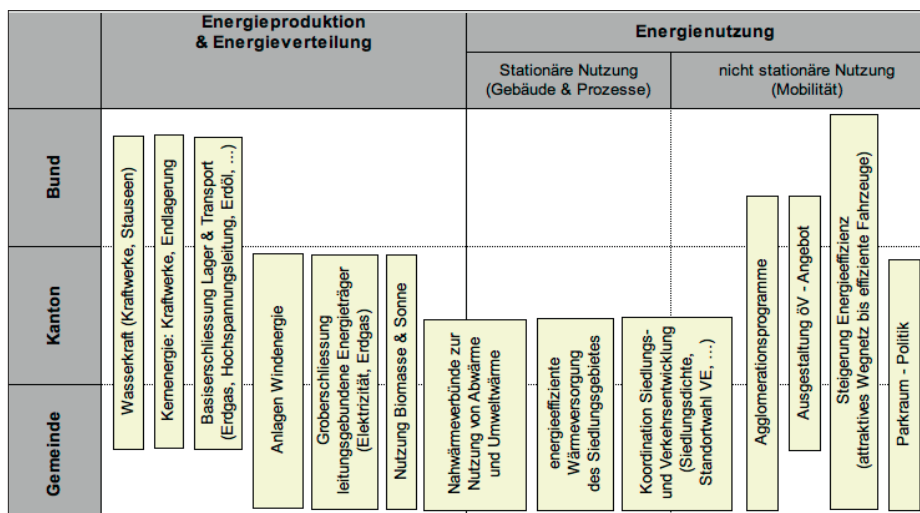 Energieproduktion
& Energieverteilung
Energienutzung
Stationäre Nutzung
(Gebäude & Prozesse)
nicht stationäre Nutzung
(Mobilität)
Bund
Kanton
Gemeinde
Wasserkraft (Kraftwerke, Stauseen)
Kernenergie: Kraftwerke, Endlagerung
Basiserschliessung Lager & Transport
(Erdgas, Hochspannungsleitung, Erdöl, …)
Anlagen Windenergie
Groberschliessung
leitungsgebundene Energieträger
(Elektrizität, Erdgas)
Nutzung Biomasse & Sonne
Nahwärmeverbünde zur
Nutzung von Abwärme
und Umweltwärme
energieeffiziente
Wärmeversorgung
des Siedlungsgebietes
Koordination Siedlungs-
und Verkehrsentwicklung
(Siedlungsdichte,
Standortwahl VE, …)
Agglomerationsprogramme
Ausgestaltung öV - Angebot
Steigerung Energieeffizienz
(attraktives Wegnetz bis effiziente Fahrzeuge)
Parkraum - Politik